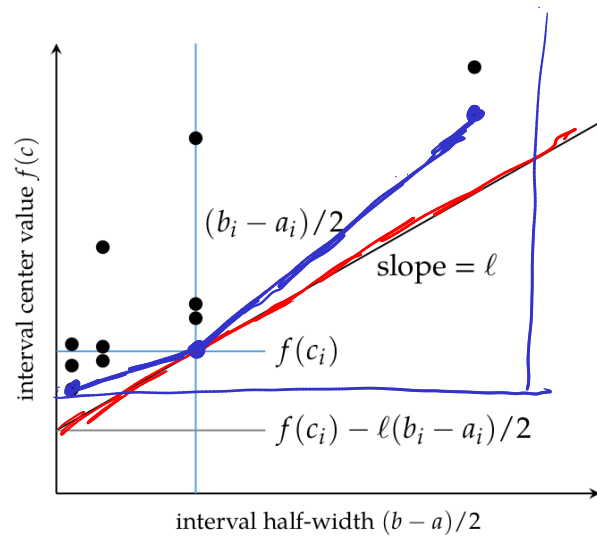 interval center value f(c)
(b_i − a_i)/2
slope = ℓ
f(c_i)
f(c_i) − ℓ(b_i − a_i)/2
interval half-width (b − a)/2